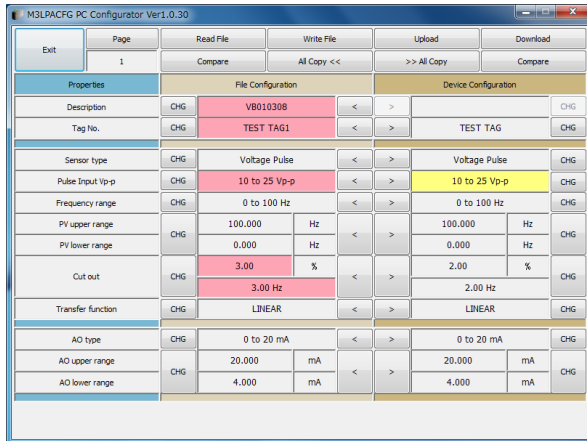 M3LPACFG PC Configurator Ver1.0.30
Exit Page Read File Write File Upload Download
1 Compare All Copy << >> All Copy Compare
Properties File Configuration Device Configuration
Description CHG VB010308 < > CHG
Tag No. CHG TEST TAG1 < > TEST TAG CHG
Sensor type CHG Voltage Pulse < > Voltage Pulse CHG
Pulse Input Vp-p CHG 10 to 25 Vp-p < > 10 to 25 Vp-p CHG
Frequency range CHG 0 to 100 Hz < > 0 to 100 Hz CHG
PV upper range CHG 100.000 Hz < > 100.000 Hz CHG
PV lower range 0.000 Hz 0.000 Hz
Cut out CHG 3.00 % < > 2.00 % CHG
3.00 Hz 2.00 Hz
Transfer function CHG LINEAR < > LINEAR CHG
AO type CHG 0 to 20 mA < > 0 to 20 mA CHG
AO upper range CHG 20.000 mA < > 20.000 mA CHG
AO lower range 4.000 mA 4.000 mA